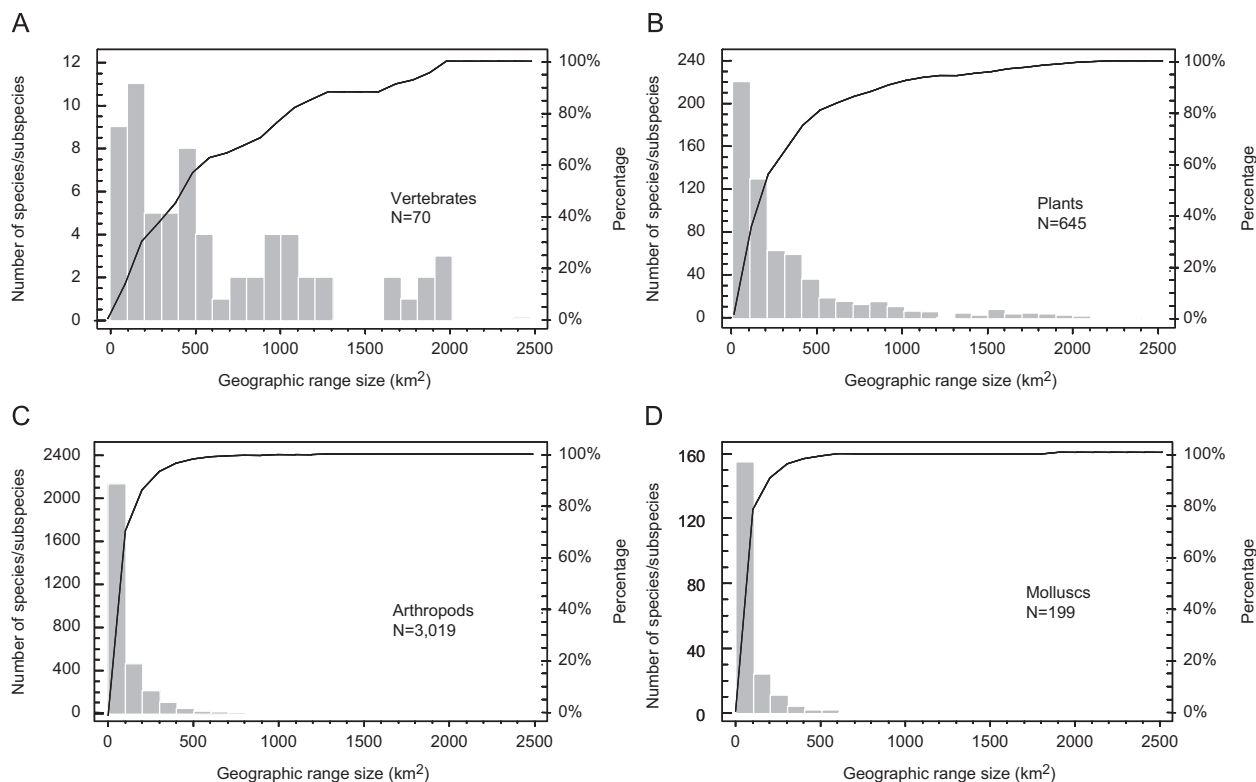 A
Number of species/subspecies
12
10
8
6
4
2
0
100%
80%
60%
40%
20%
0%
Percentage
Vertebrates
N=70
0 500 1000 1500 2000 2500
Geographic range size (km²)
B
Number of species/subspecies
240
200
160
120
80
40
0
100%
80%
60%
40%
20%
0%
Percentage
Plants
N=645
0 500 1000 1500 2000 2500
Geographic range size (km²)
C
Number of species/subspecies
2400
2000
1600
1200
800
400
0
100%
80%
60%
40%
20%
0%
Percentage
Arthropods
N=3,019
0 500 1000 1500 2000 2500
Geographic range size (km²)
D
Number of species/subspecies
160
120
80
40
0
100%
80%
60%
40%
20%
0%
Percentage
Molluscs
N=199
0 500 1000 1500 2000 2500
Geographic range size (km²)